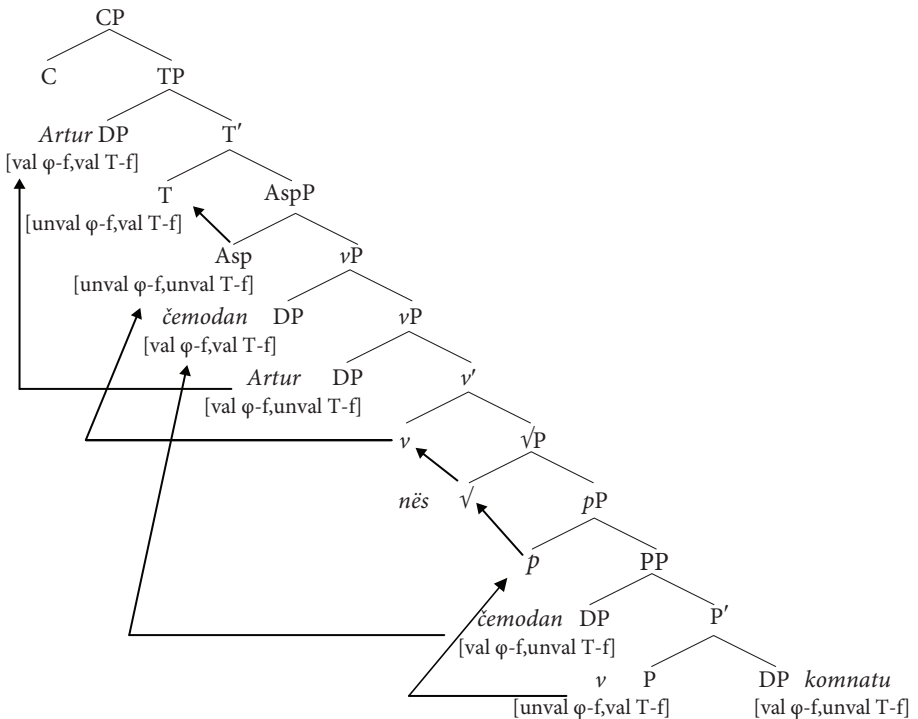 CP
C TP
Artur DP T′
[val φ-f,val T-f]
T AspP
[unval φ-f,val T-f]
Asp vP
[unval φ-f,unval T-f]
čemodan DP vP
[val φ-f,val T-f]
Artur DP v′
[val φ-f,unval T-f]
v √P
nës √ pP
p PP
čemodan DP P′
[val φ-f,unval T-f]
v P DP komnatu
[unval φ-f,val T-f] [val φ-f,unval T-f]